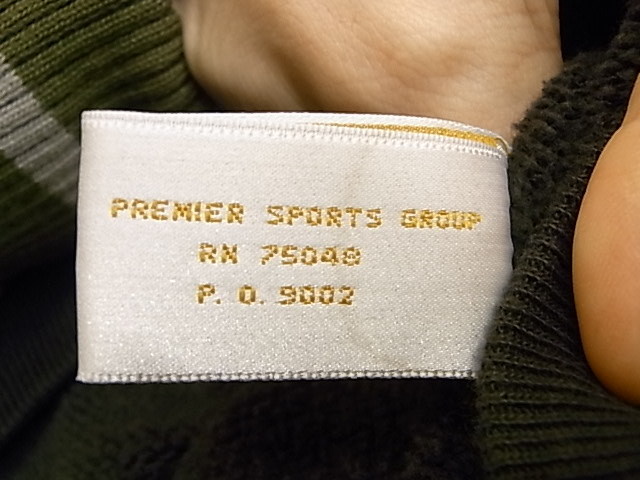 PREMIER SPORTS GROUP
RN 75048
P. O. 9002